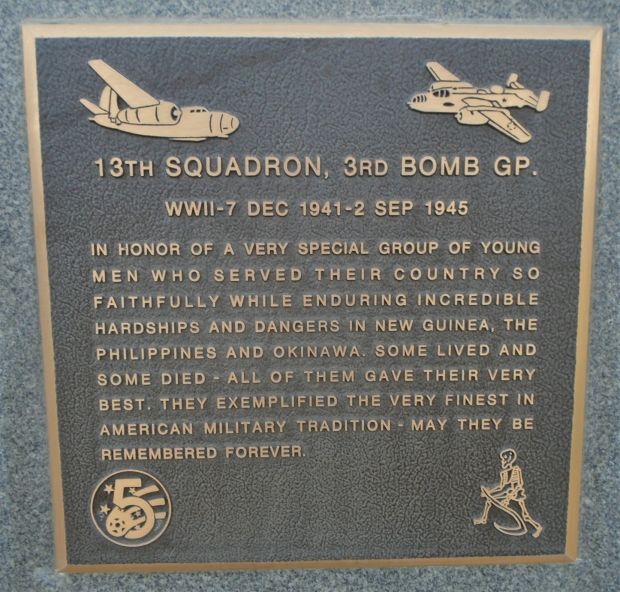 13TH SQUADRON, 3RD BOMB GP.
WWII-7 DEC 1941-2 SEP 1945
IN HONOR OF A VERY SPECIAL GROUP OF YOUNG
MEN WHO SERVED THEIR COUNTRY SO
FAITHFULLY WHILE ENDURING INCREDIBLE
HARDSHIPS AND DANGERS IN NEW GUINEA, THE
PHILIPPINES AND OKINAWA. SOME LIVED AND
SOME DIED - ALL OF THEM GAVE THEIR VERY
BEST. THEY EXEMPLIFIED THE VERY FINEST IN
AMERICAN MILITARY TRADITION - MAY THEY BE
REMEMBERED FOREVER.
5